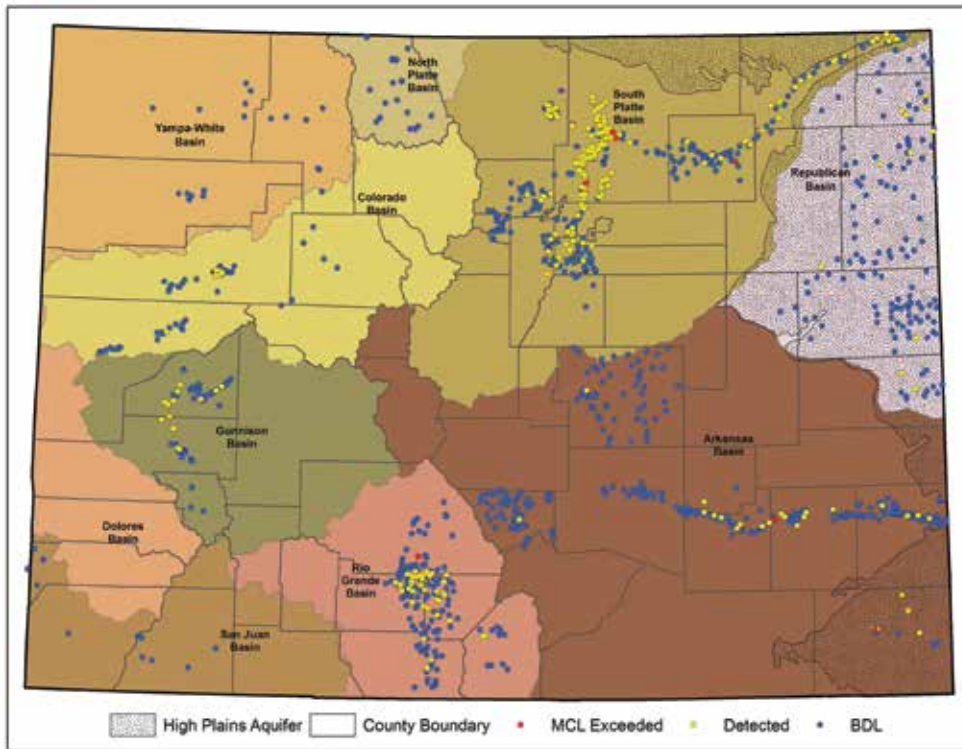 North Platte
Basin
South
Platte
Basin
Yampa-White
Basin
Republican
Basin
Colorado
Basin
Gunnison
Basin
Arkansas
Basin
Dolores
Basin
Rio
Grande
Basin
San Juan
Basin
High Plains Aquifer County Boundary MCL Exceeded Detected BDL